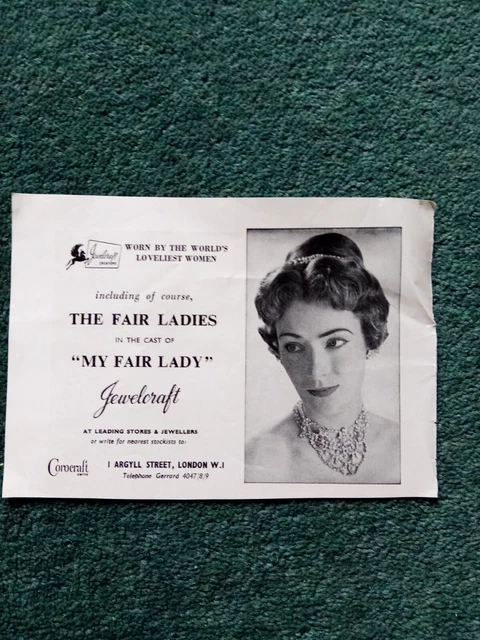 Jewelcraft
CREATIONS
WORN BY THE WORLD'S
LOVELIEST WOMEN
including of course,
THE FAIR LADIES
IN THE CAST OF
"MY FAIR LADY"
Jewelcraft
AT LEADING STORES & JEWELLERS
or write for nearest stockists to:
Corocraft
1 ARGYLL STREET, LONDON W.1
Telephone Gerrard 4047/8/9